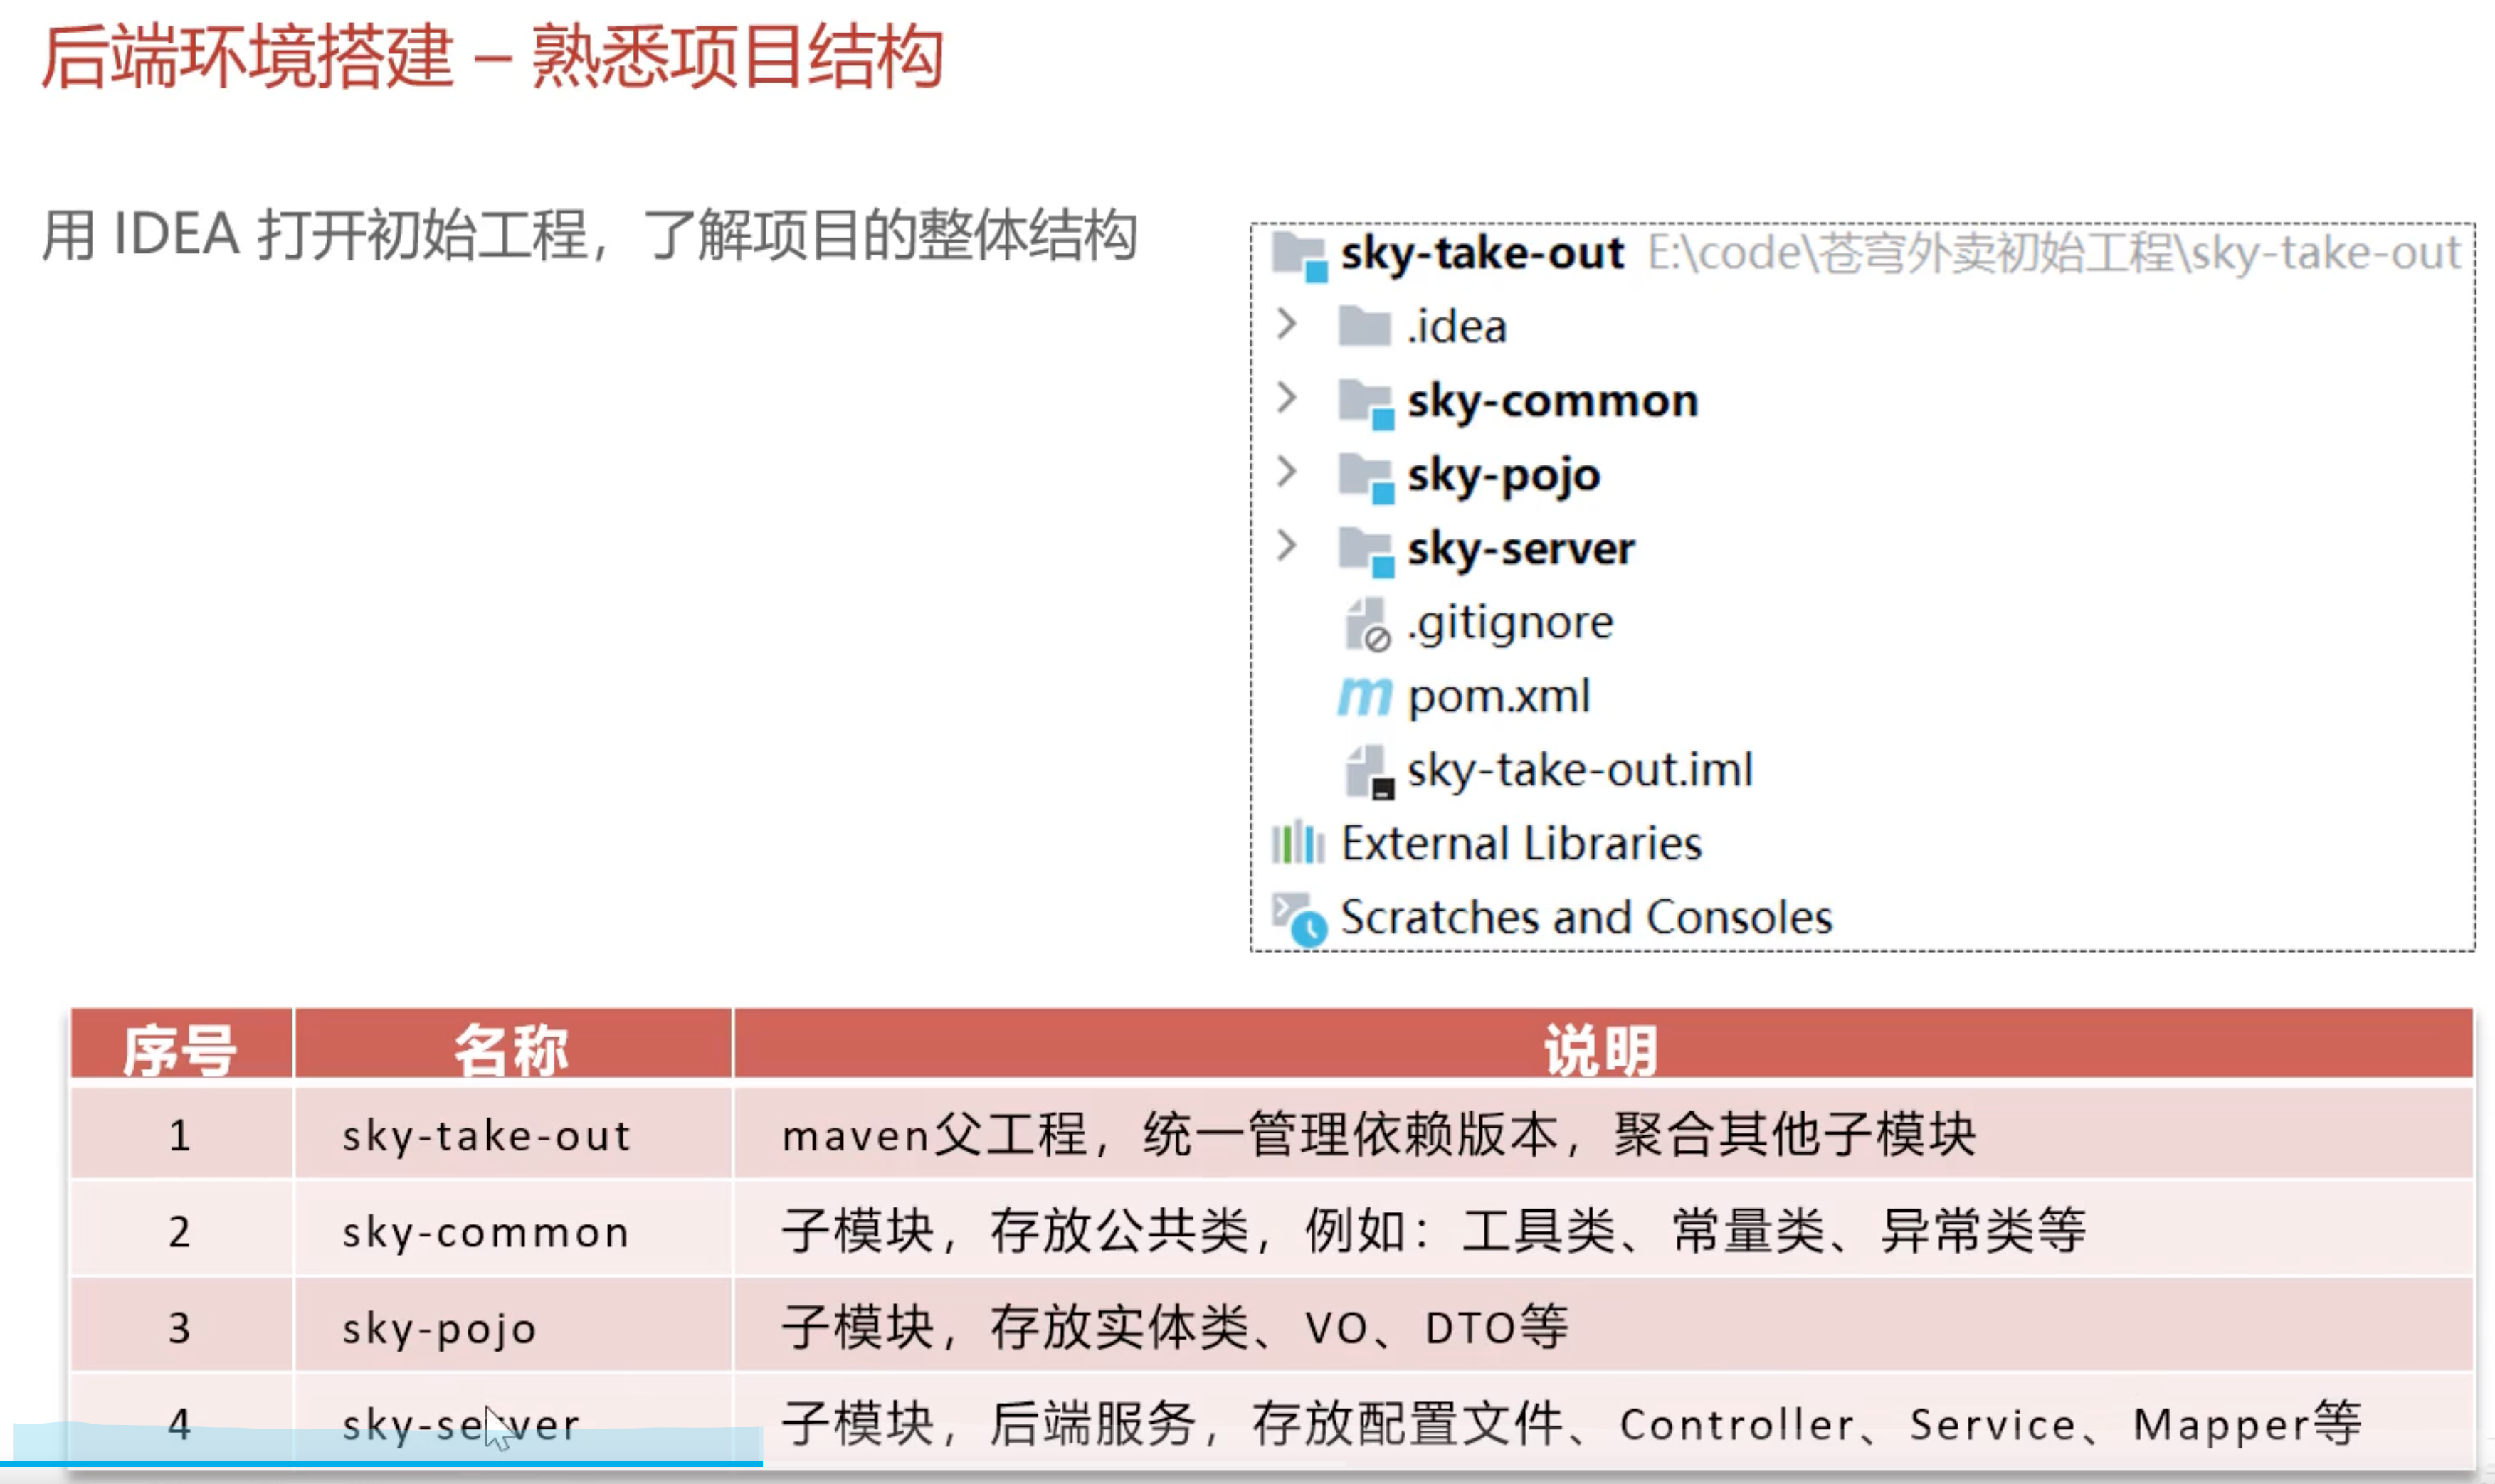 后端环境搭建 – 熟悉项目结构
用 IDEA 打开初始工程，了解项目的整体结构
sky-take-out E:\code\苍穹外卖初始工程\sky-take-out
.idea
sky-common
sky-pojo
sky-server
.gitignore
pom.xml
sky-take-out.iml
External Libraries
Scratches and Consoles
序号 名称 说明
1 sky-take-out maven父工程，统一管理依赖版本，聚合其他子模块
2 sky-common 子模块，存放公共类，例如：工具类、常量类、异常类等
3 sky-pojo 子模块，存放实体类、VO、DTO等
4 sky-server 子模块，后端服务，存放配置文件、Controller、Service、Mapper等